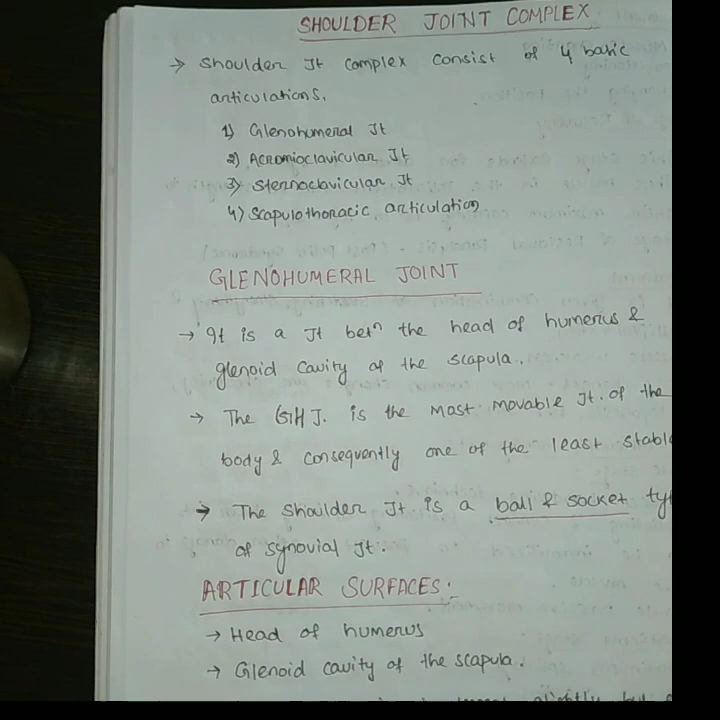 SHOULDER JOINT COMPLEX
→ Shoulder Jt complex consist of 4 basic
articulations.
1) Glenohumeral Jt
2) Acromioclavicular Jt
3) Sternoclavicular Jt
4) Scapulothoracic articulation
GLENOHUMERAL JOINT
→ It is a Jt betn the head of humerus &
glenoid cavity of the scapula.
→ The GHJ. is the most movable Jt. of the
body & consequently one of the least stable
→ The shoulder Jt is a ball & socket ty
of synovial Jt.
ARTICULAR SURFACES:
→ Head of humerus
→ Glenoid cavity of the scapula.
slightly but